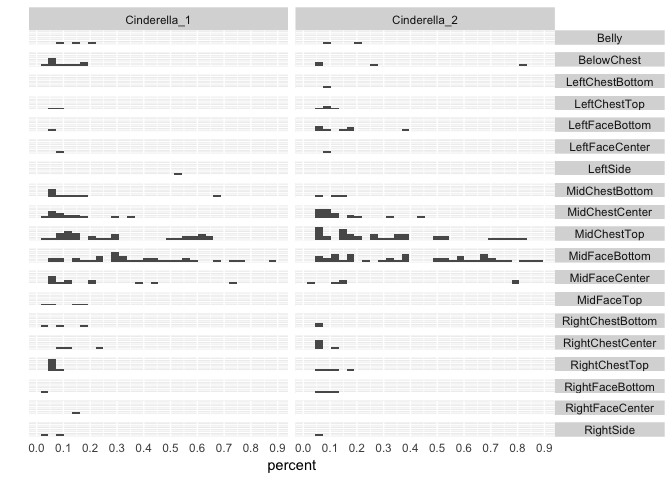 Cinderella_1 Cinderella_2
Belly
BelowChest
LeftChestBottom
LeftChestTop
LeftFaceBottom
LeftFaceCenter
LeftSide
MidChestBottom
MidChestCenter
MidChestTop
MidFaceBottom
MidFaceCenter
MidFaceTop
RightChestBottom
RightChestCenter
RightChestTop
RightFaceBottom
RightFaceCenter
RightSide
0.0 0.1 0.2 0.3 0.4 0.5 0.6 0.7 0.8 0.9 0.0 0.1 0.2 0.3 0.4 0.5 0.6 0.7 0.8 0.9
percent